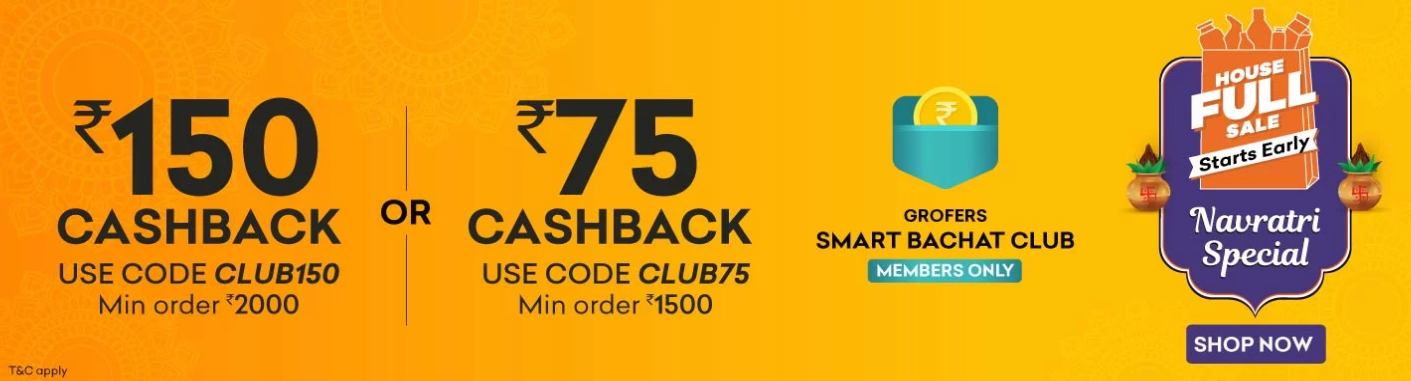 ₹150
CASHBACK
USE CODE CLUB150
Min order ₹2000
OR
₹75
CASHBACK
USE CODE CLUB75
Min order ₹1500
₹
GROFERS
SMART BACHAT CLUB
MEMBERS ONLY
HOUSE
FULL
SALE
Starts Early
Navratri
Special
SHOP NOW
T&C apply